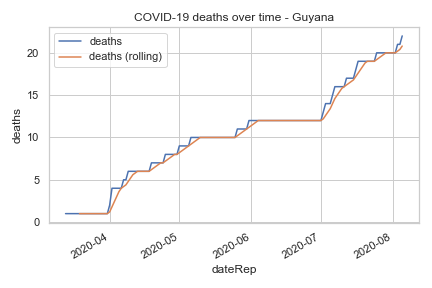 COVID-19 deaths over time - Guyana
deaths
deaths (rolling)
deaths
20
15
10
5
0
2020-04
2020-05
2020-06
2020-07
2020-08
dateRep